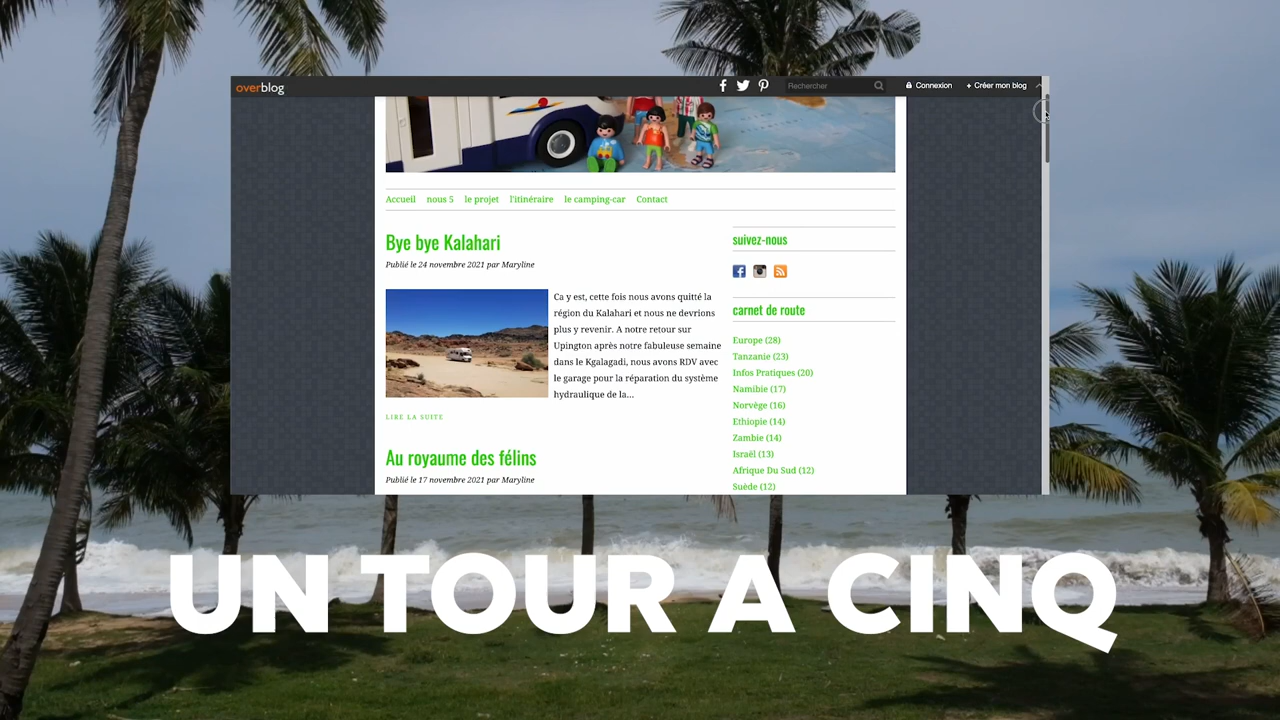 overblog
Rechercher
Connexion
+ Créer mon blog
Accueil nous 5 le projet l'itinéraire le camping-car Contact
Bye bye Kalahari
Publié le 24 novembre 2021 par Maryline
Ca y est, cette fois nous avons quitté la
région du Kalahari et nous ne devrions
plus y revenir. A notre retour sur
Upington après notre fabuleuse semaine
dans le Kgalagadi, nous avons RDV avec
le garage pour la réparation du système
hydraulique de la...
LIRE LA SUITE
Au royaume des félins
Publié le 17 novembre 2021 par Maryline
suivez-nous
carnet de route
Europe (28)
Tanzanie (23)
Infos Pratiques (20)
Namibie (17)
Norvège (16)
Ethiopie (14)
Zambie (14)
Israël (13)
Afrique Du Sud (12)
Suède (12)
UN TOUR A CINQ